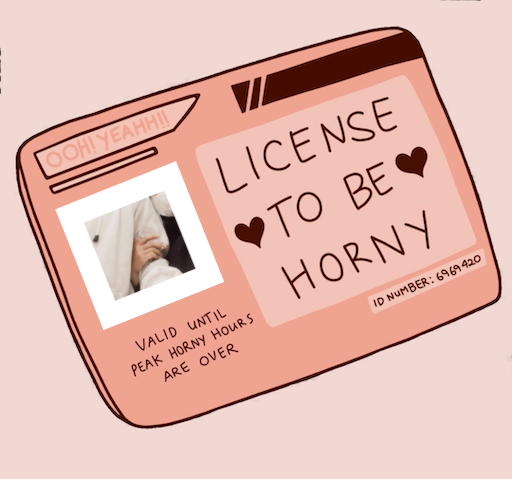 OOH! YEAHH!!
LICENSE
TO BE
HORNY
ID NUMBER: 6969420
VALID UNTIL
PEAK HORNY HOURS
ARE OVER